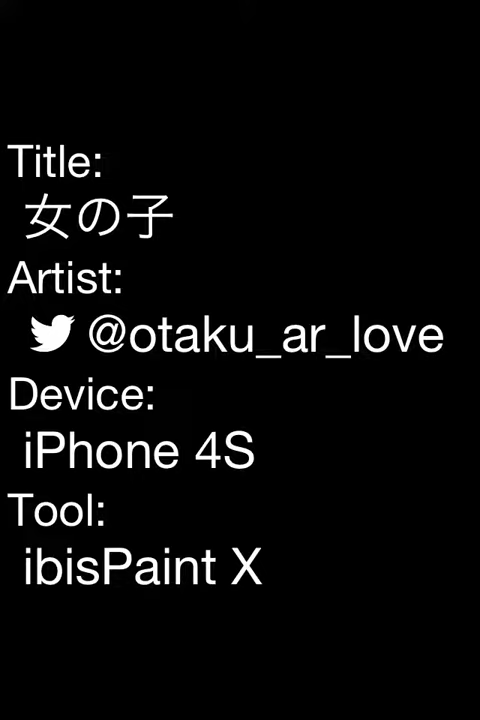 Title:
女の子
Artist:
@otaku_ar_love
Device:
iPhone 4S
Tool:
ibisPaint X